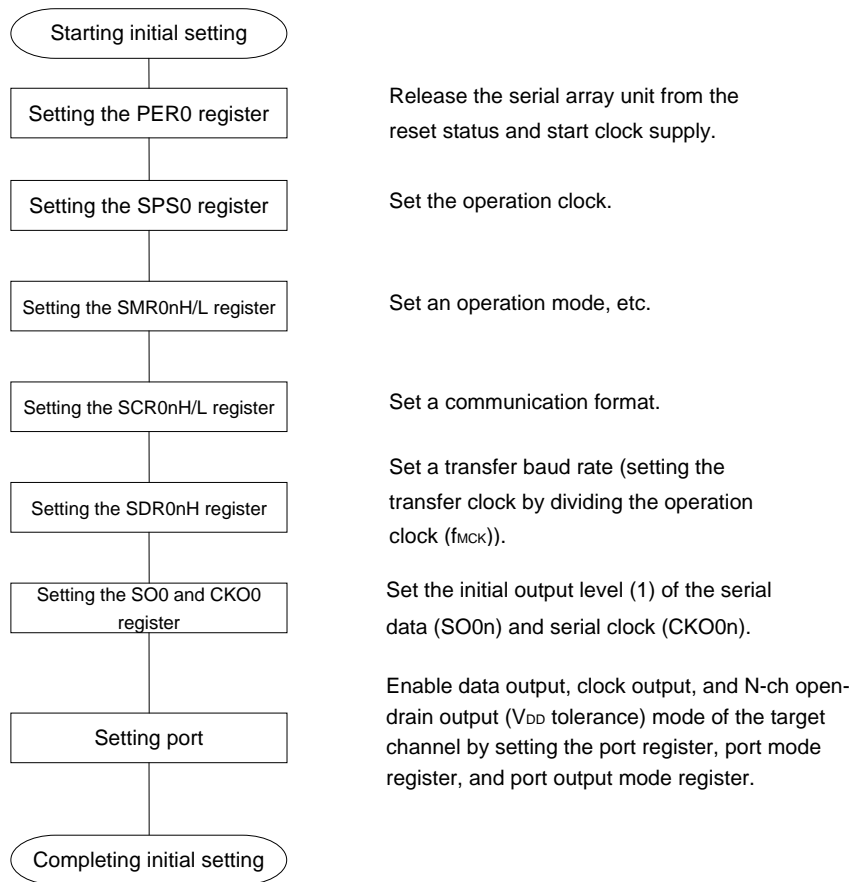 Starting initial setting
Setting the PER0 register
Release the serial array unit from the
reset status and start clock supply.
Setting the SPS0 register
Set the operation clock.
Setting the SMR0nH/L register
Set an operation mode, etc.
Setting the SCR0nH/L register
Set a communication format.
Setting the SDR0nH register
Set a transfer baud rate (setting the
transfer clock by dividing the operation
clock (fMCK)).
Setting the SO0 and CKO0
register
Set the initial output level (1) of the serial
data (SO0n) and serial clock (CKO0n).
Setting port
Enable data output, clock output, and N-ch open-
drain output (VDD tolerance) mode of the target
channel by setting the port register, port mode
register, and port output mode register.
Completing initial setting